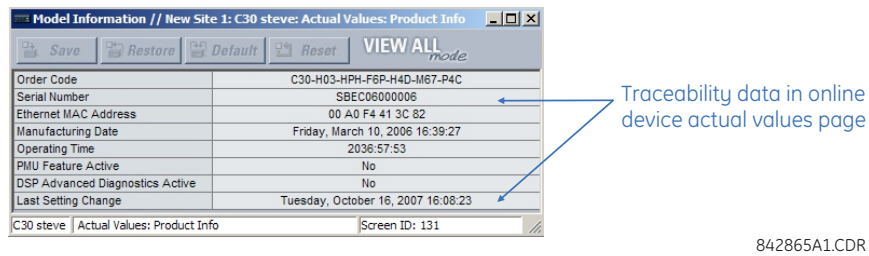 Model Information // New Site 1: C30 steve: Actual Values: Product Info
Save Restore Default Reset VIEW ALL mode
Order Code C30-H03-HPH-F6P-H4D-M67-P4C
Serial Number SBEC06000006
Ethernet MAC Address 00 A0 F4 41 3C 82
Manufacturing Date Friday, March 10, 2006 16:39:27
Operating Time 2036:57:53
PMU Feature Active No
DSP Advanced Diagnostics Active No
Last Setting Change Tuesday, October 16, 2007 16:08:23
C30 steve Actual Values: Product Info Screen ID: 131
Traceability data in online
device actual values page
842865A1.CDR